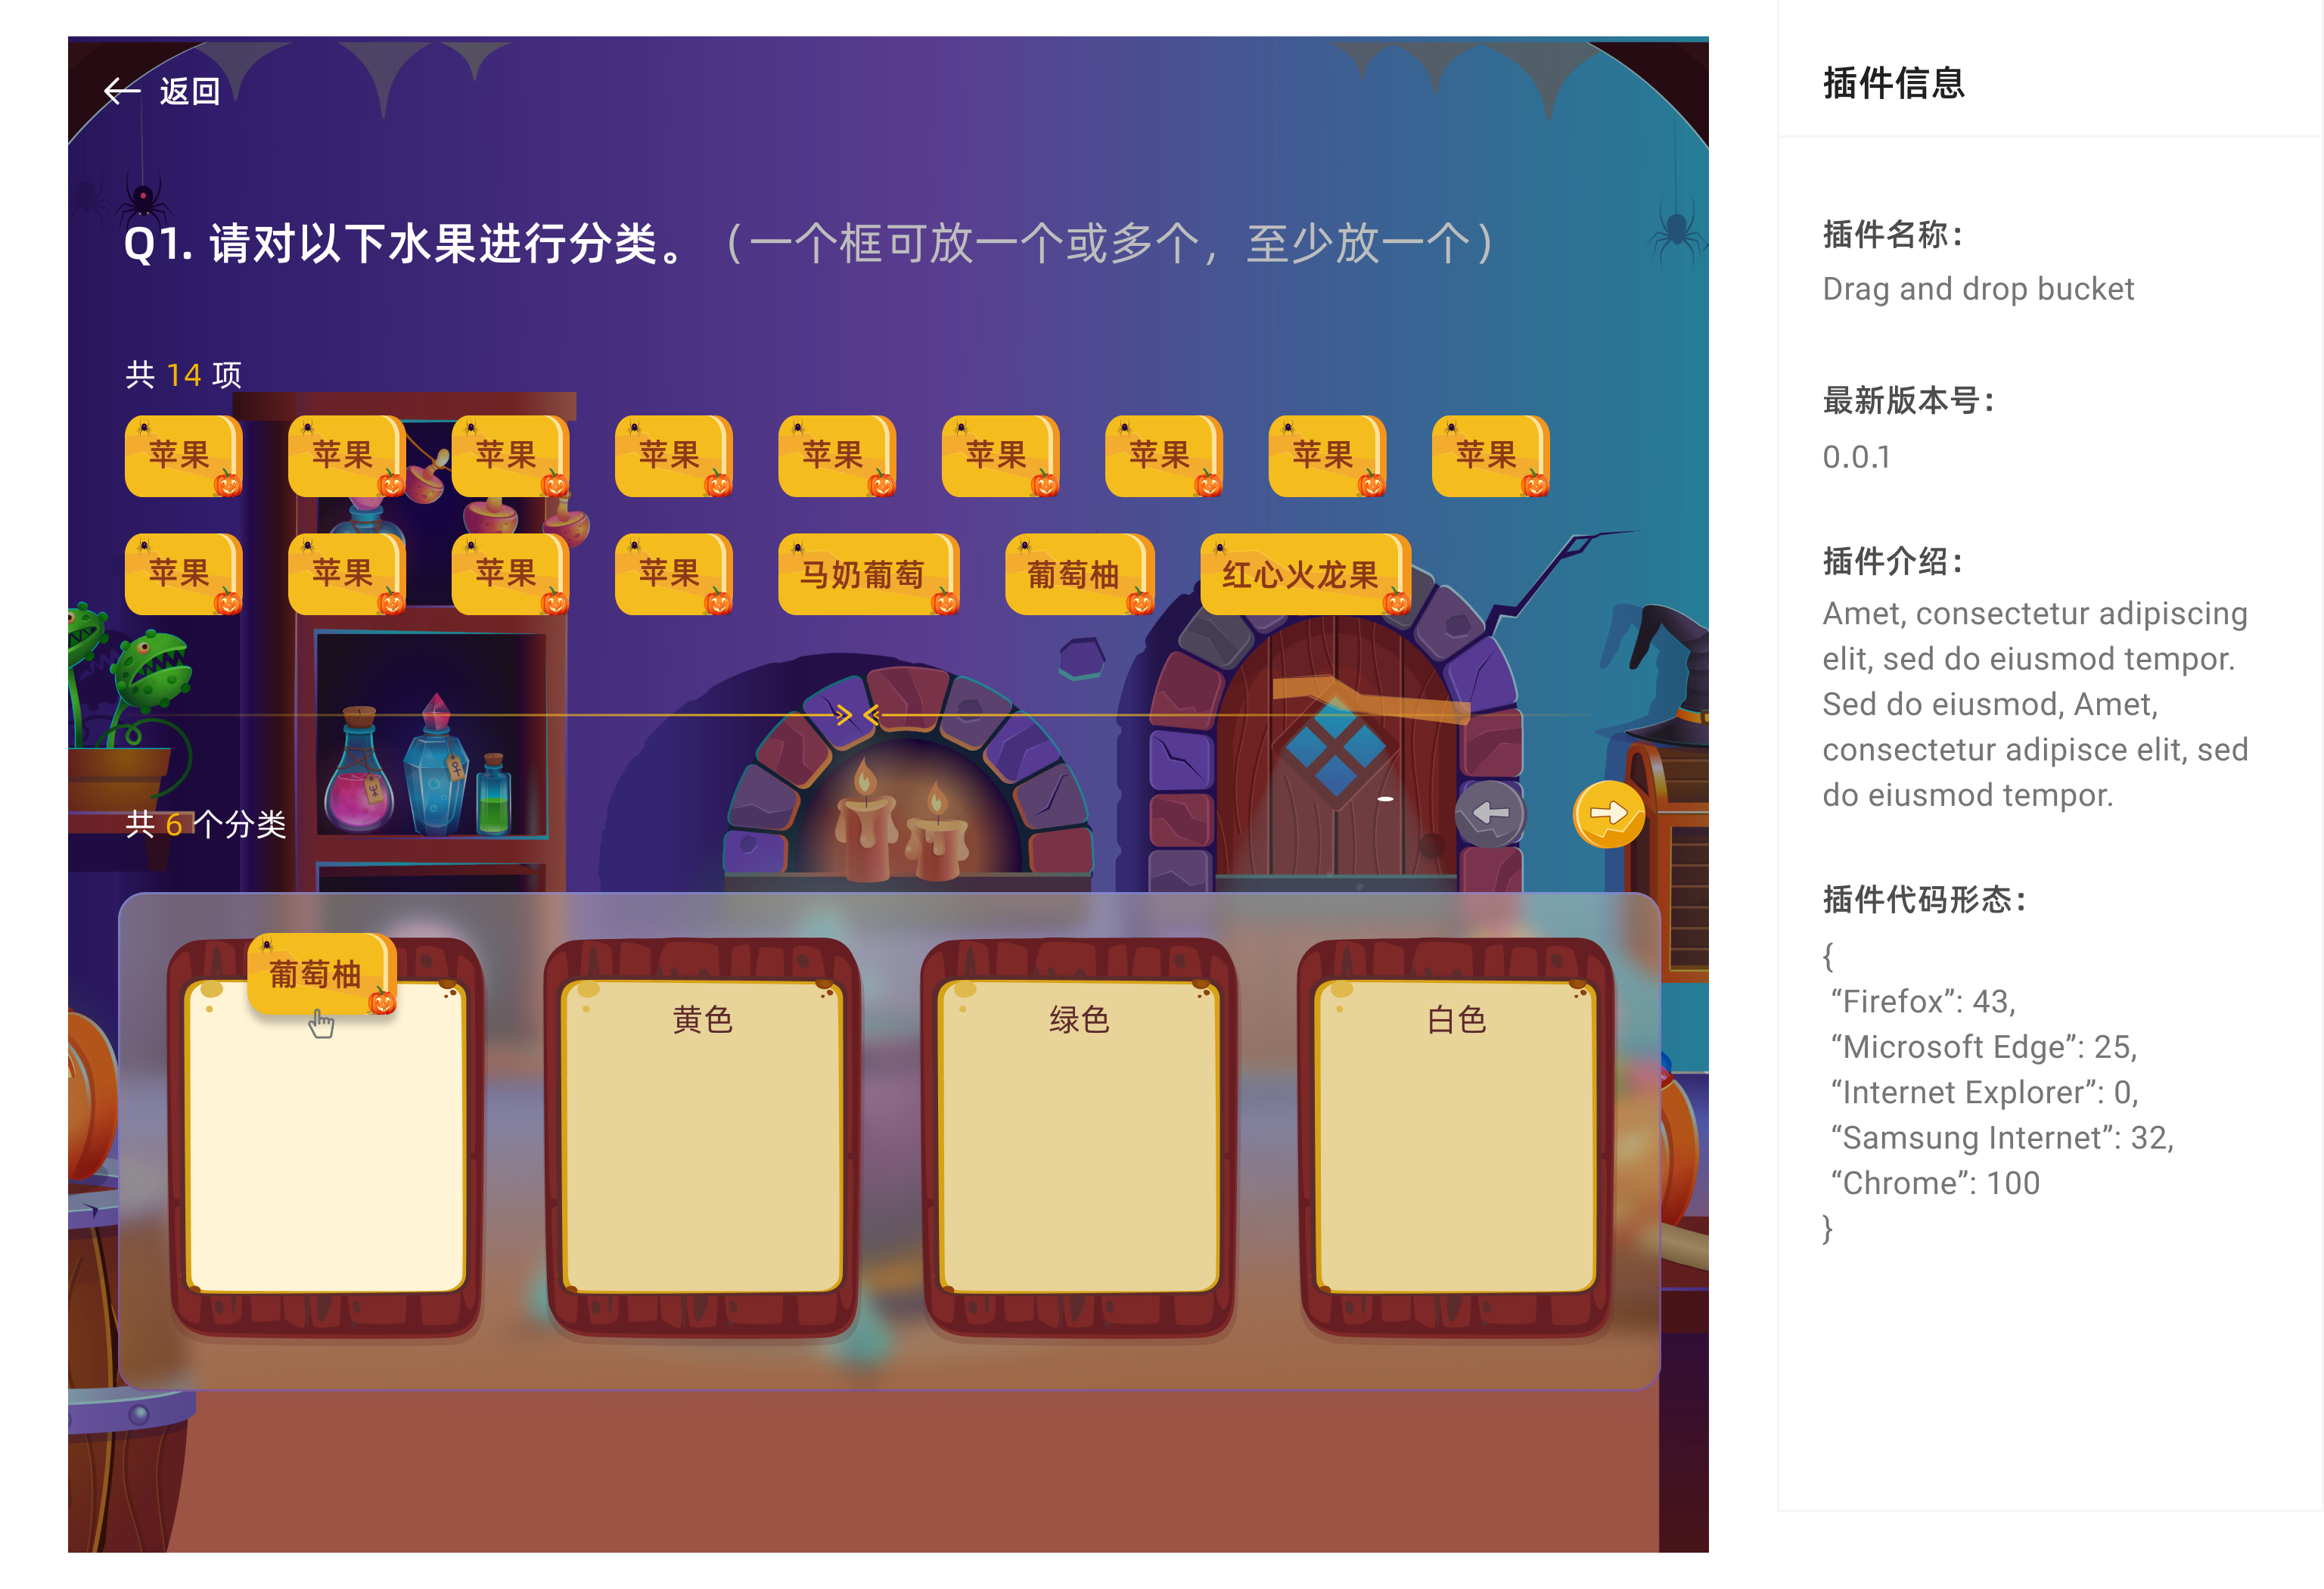 返回
Q1. 请对以下水果进行分类。（一个框可放一个或多个，至少放一个）
共 14 项
苹果 苹果 苹果 苹果 苹果 苹果 苹果 苹果 苹果
苹果 苹果 苹果 苹果 马奶葡萄 葡萄柚 红心火龙果
共 6 个分类
葡萄柚
黄色
绿色
白色
插件信息
插件名称：
Drag and drop bucket
最新版本号：
0.0.1
插件介绍：
Amet, consectetur adipiscing
elit, sed do eiusmod tempor.
Sed do eiusmod, Amet,
consectetur adipisce elit, sed
do eiusmod tempor.
插件代码形态：
{
“Firefox”: 43,
“Microsoft Edge”: 25,
“Internet Explorer”: 0,
“Samsung Internet”: 32,
“Chrome”: 100
}